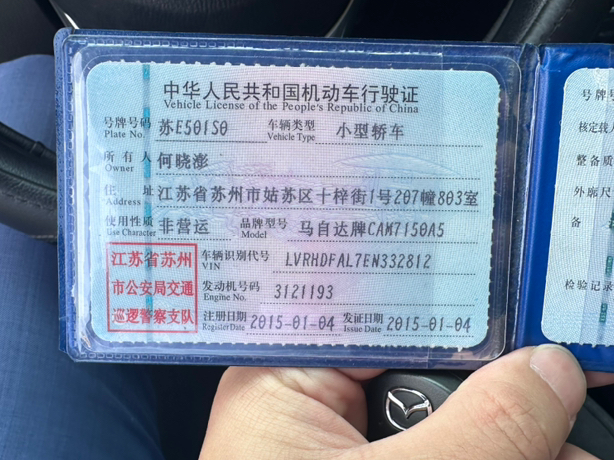 中华人民共和国机动车行驶证
Vehicle License of the People's Republic of China
号牌号码 苏E501S0 车辆类型 小型轿车
Plate No. Vehicle Type
所有人 何晓澎
Owner
住址 江苏省苏州市姑苏区十梓街1号207幢803室
Address
使用性质 非营运 品牌型号 马自达牌CAM7150A5
Use Character Model
江苏省苏州
市公安局交通
巡逻警察支队
车辆识别代号 LVRHDFAL7EN332812
VIN
发动机号码 3121193
Engine No.
注册日期 2015-01-04 发证日期 2015-01-04
Register Date Issue Date
号牌号
核定载人
整备质
外廓尺
备
检验记录